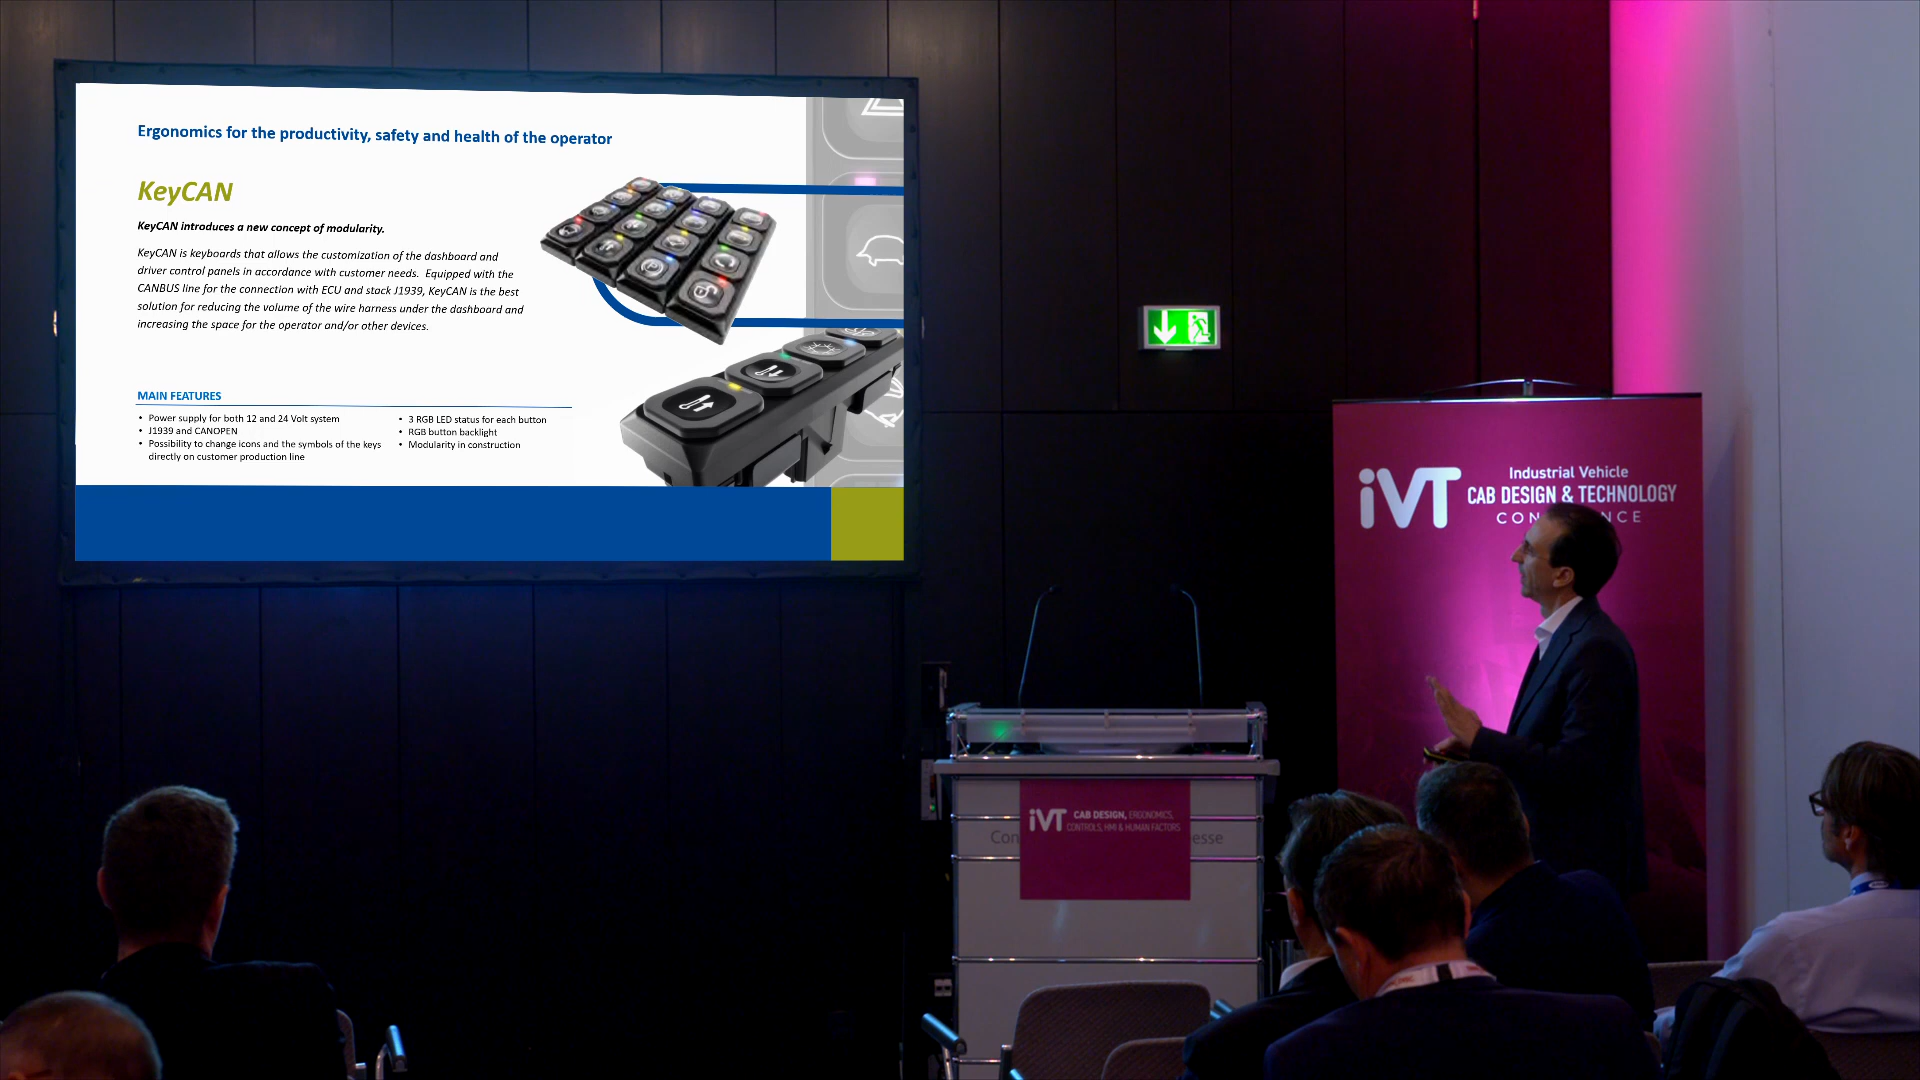 Ergonomics for the productivity, safety and health of the operator
KeyCAN
KeyCAN introduces a new concept of modularity.
KeyCAN is keyboards that allows the customization of the dashboard and
driver control panels in accordance with customer needs. Equipped with the
CANBUS line for the connection with ECU and stack J1939, KeyCAN is the best
solution for reducing the volume of the wire harness under the dashboard and
increasing the space for the operator and/or other devices.
MAIN FEATURES
• Power supply for both 12 and 24 Volt system
• J1939 and CANOPEN
• Possibility to change icons and the symbols of the keys
directly on customer production line
• 3 RGB LED status for each button
• RGB button backlight
• Modularity in construction
iVT
Industrial Vehicle
CAB DESIGN & TECHNOLOGY
CON NCE
iVT
CAB DESIGN, ERGONOMICS,
CONTROLS, HMI & HUMAN FACTORS
Con esse